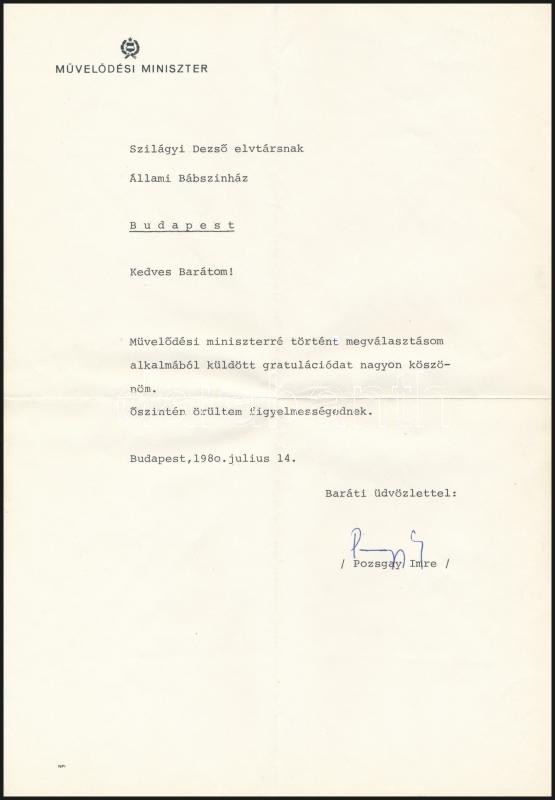 MŰVELŐDÉSI MINISZTER
Szilágyi Dezső elvtársnak
Állami Bábszinház
Budapest
Kedves Barátom!
Müvelődési miniszterré történt megválasztásom
alkalmából küldött gratulációdat nagyon köszö-
nöm.
Őszintén örültem figyelmességednek.
Budapest,198o.julius 14.
Baráti üdvözlettel:
/ Pozsgay Imre /